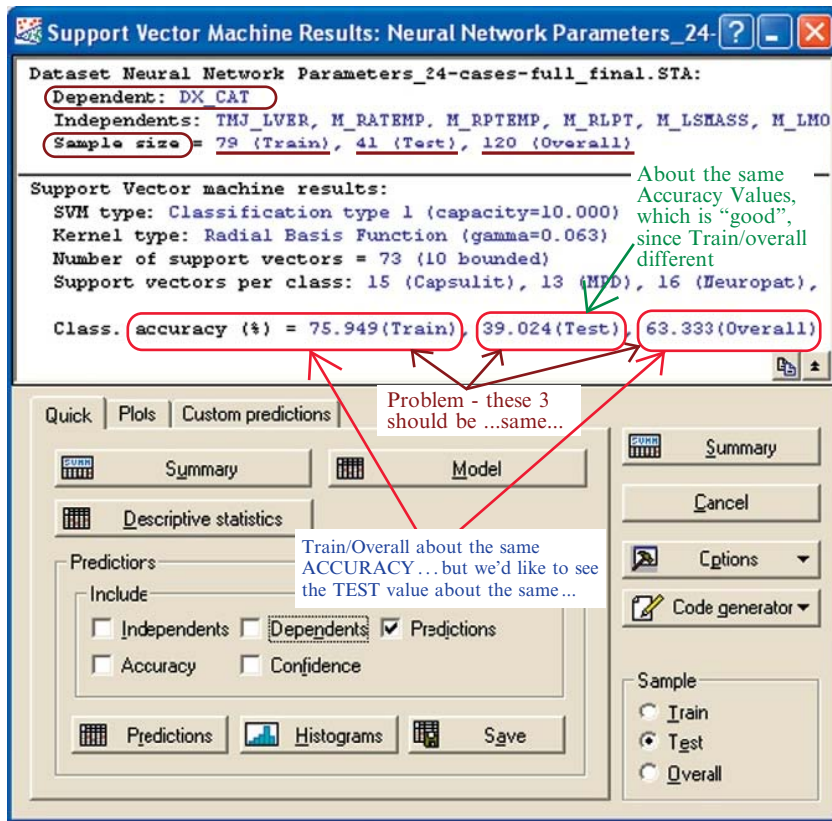 Support Vector Machine Results: Neural Network Parameters_24-
Dataset Neural Network Parameters_24-cases-full_final.STA:
Dependent: DX_CAT
Independents: TMJ_LVER, M_RATEMP, M_RPTEMP, M_RLPT, M_LSMASS, M_LMO
Sample size = 79 (Train), 41 (Test), 120 (Overall)
About the same
Accuracy Values,
which is “good”,
since Train/overall
different
Support Vector machine results:
SVM type: Classification type 1 (capacity=10.000)
Kernel type: Radial Basis Function (gamma=0.063)
Number of support vectors = 73 (10 bounded)
Support vectors per class: 15 (Capsulit), 13 (MPD), 16 (Neuropat),
Class. accuracy (%) = 75.949(Train), 39.024(Test), 63.333(Overall)
Problem - these 3
should be ...same...
Quick
Plots
Custom predictions
Summary
Model
Descriptive statistics
Train/Overall about the same
ACCURACY...but we’d like to see
the TEST value about the same...
Predictions
Include
Independents
Dependents
Predictions
Accuracy
Confidence
Predictions
Histograms
Save
Summary
Cancel
Options
Code generator
Sample
Train
Test
Overall